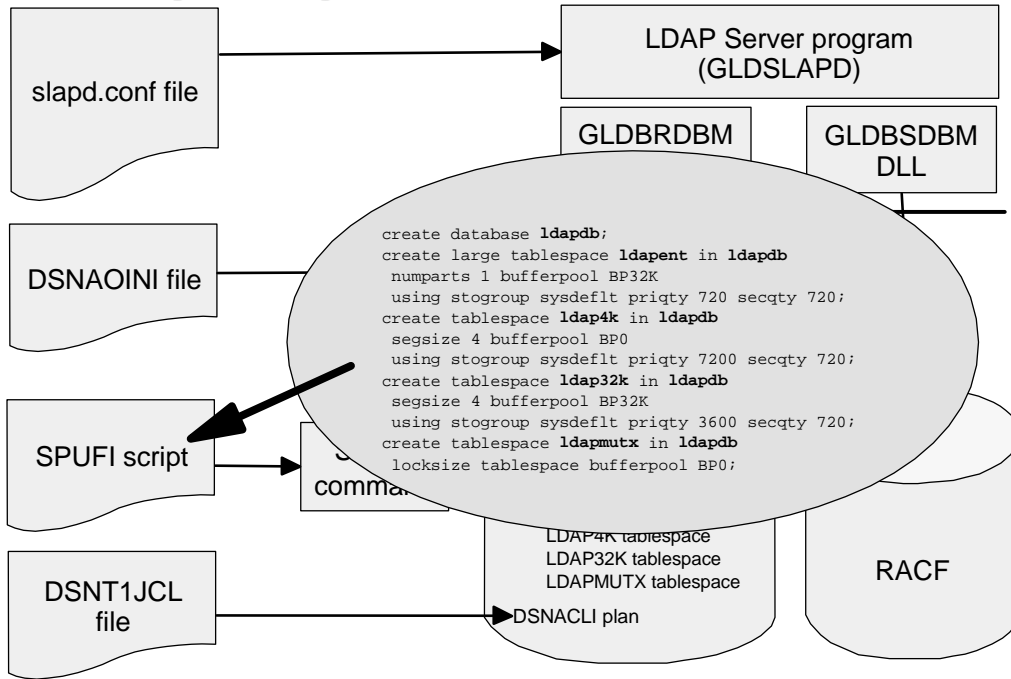 slapd.conf file
LDAP Server program
(GLDSLAPD)
GLDBRDBM
GLDBSDBM
DLL
DSNAOINI file
create database ldapdb;
create large tablespace ldapent in ldapdb
numparts 1 bufferpool BP32K
using stogroup sysdeflt priqty 720 secqty 720;
create tablespace ldap4k in ldapdb
segsize 4 bufferpool BP0
using stogroup sysdeflt priqty 7200 secqty 720;
create tablespace ldap32k in ldapdb
segsize 4 bufferpool BP32K
using stogroup sysdeflt priqty 3600 secqty 720;
create tablespace ldapmutx in ldapdb
locksize tablespace bufferpool BP0;
SPUFI script
LDAP4K tablespace
LDAP32K tablespace
LDAPMUTX tablespace
DSNACLI plan
RACF
DSNT1JCL
file